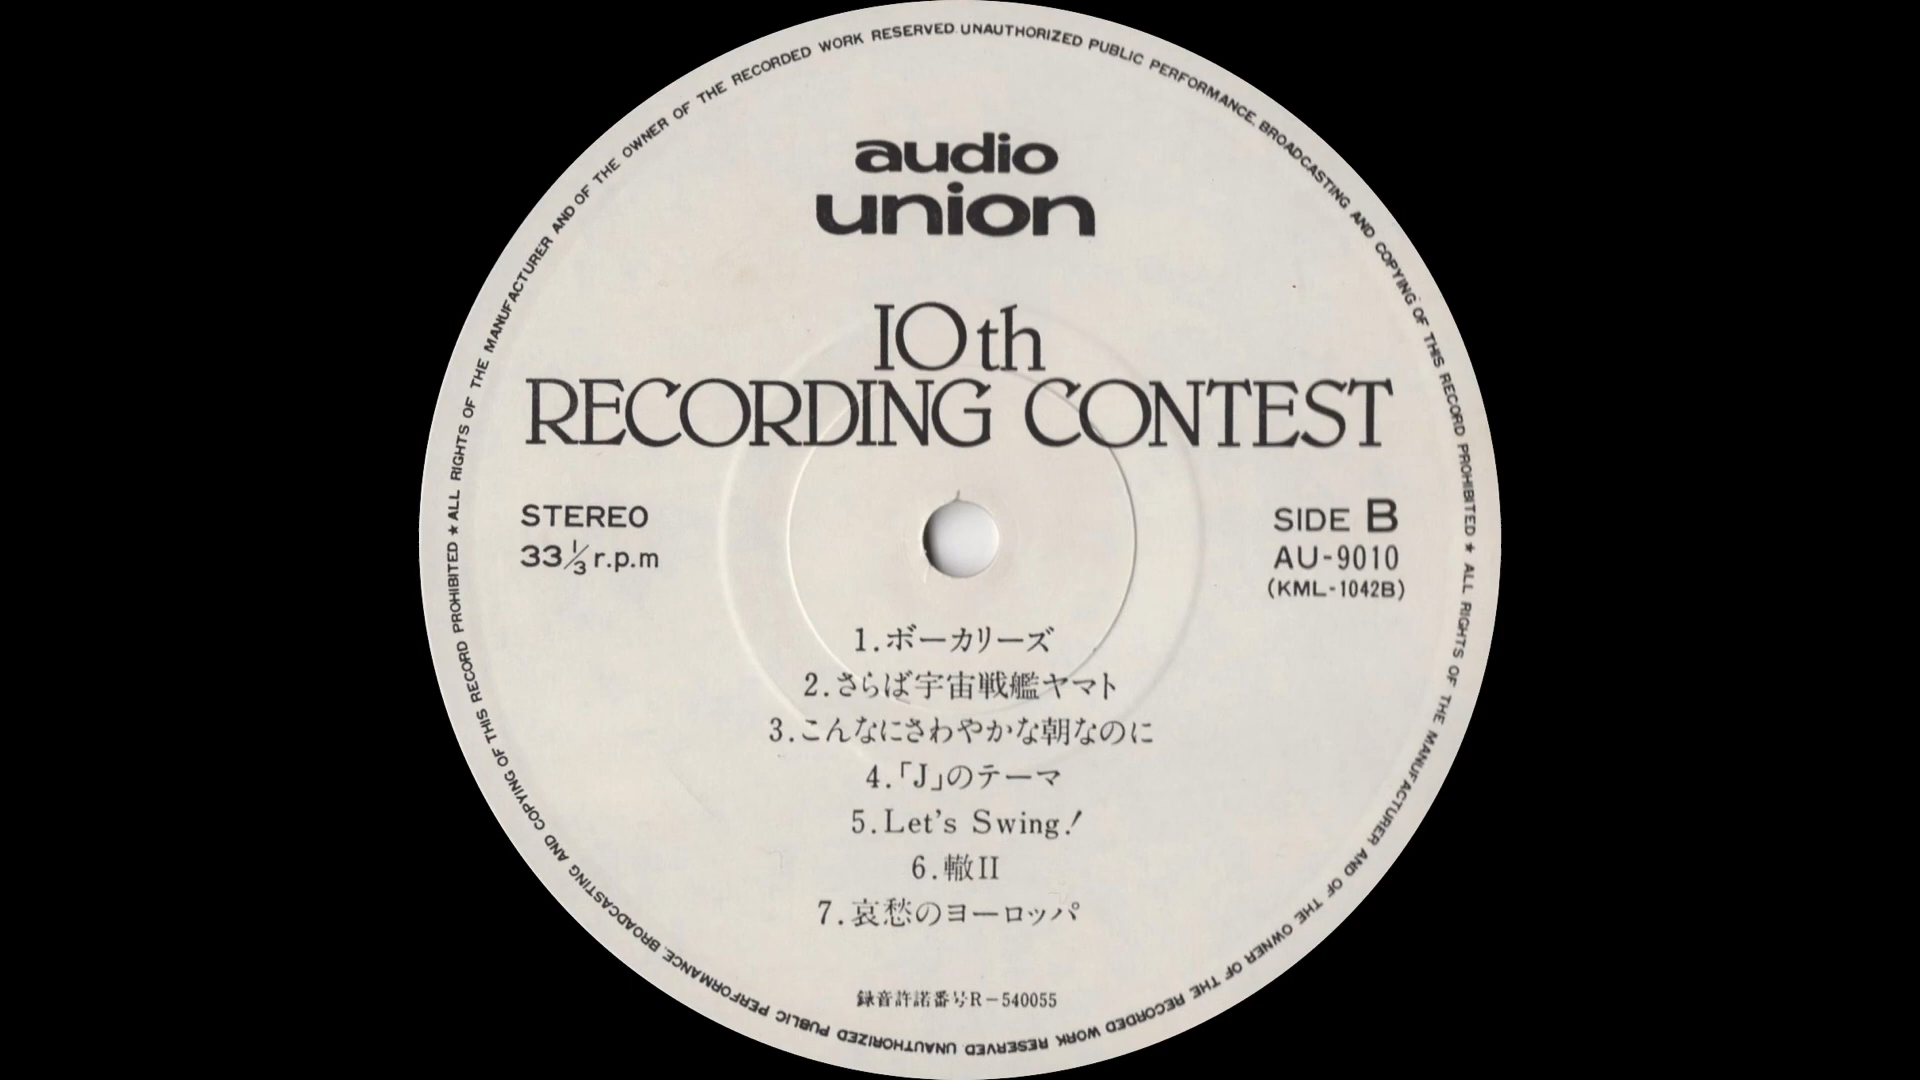 audio
union
10th
RECORDING CONTEST
STEREO
33 1/3 r.p.m
SIDE B
AU-9010
(KML-1042B)
1.ボーカリーズ
2.さらば宇宙戦艦ヤマト
3.こんなにさわやかな朝なのに
4.「J」のテーマ
5.Let's Swing!
6.轍II
7.哀愁のヨーロッパ
録音許諾番号R-540055
★ ALL RIGHTS OF THE MANUFACTURER AND OF THE OWNER OF THE RECORDED WORK RESERVED UNAUTHORIZED PUBLIC PERFORMANCE. BROADCASTING AND COPYING OF THIS RECORD PROHIBITED
★ ALL RIGHTS OF THE MANUFACTURER AND OF THE OWNER OF THE RECORDED WORK RESERVED UNAUTHORIZED PUBLIC PERFORMANCE. BROADCASTING AND COPYING OF THIS RECORD PROHIBITED